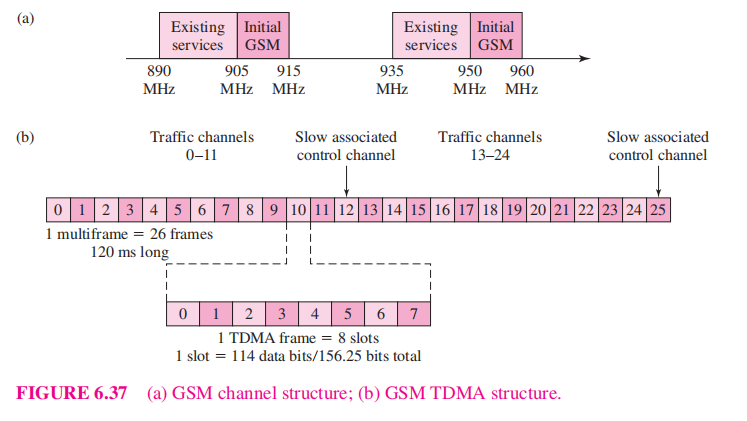 (a)
Existing Initial Existing Initial
services GSM services GSM
890 905 915 935 950 960
MHz MHz MHz MHz MHz MHz
(b)
Traffic channels Slow associated Traffic channels Slow associated
0–11 control channel 13–24 control channel
0 1 2 3 4 5 6 7 8 9 10 11 12 13 14 15 16 17 18 19 20 21 22 23 24 25
1 multiframe = 26 frames
120 ms long
0 1 2 3 4 5 6 7
1 TDMA frame = 8 slots
1 slot = 114 data bits/156.25 bits total
FIGURE 6.37 (a) GSM channel structure; (b) GSM TDMA structure.